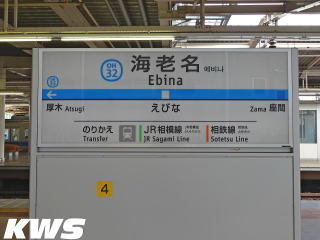 OH
32
海老名 에비나
Ebina
厚木 Atsugi
えびな
Zama 座間
のりかえ
Transfer
JR相模線
JR Sagami Line
相鉄線
Sotetsu Line
4
KWS